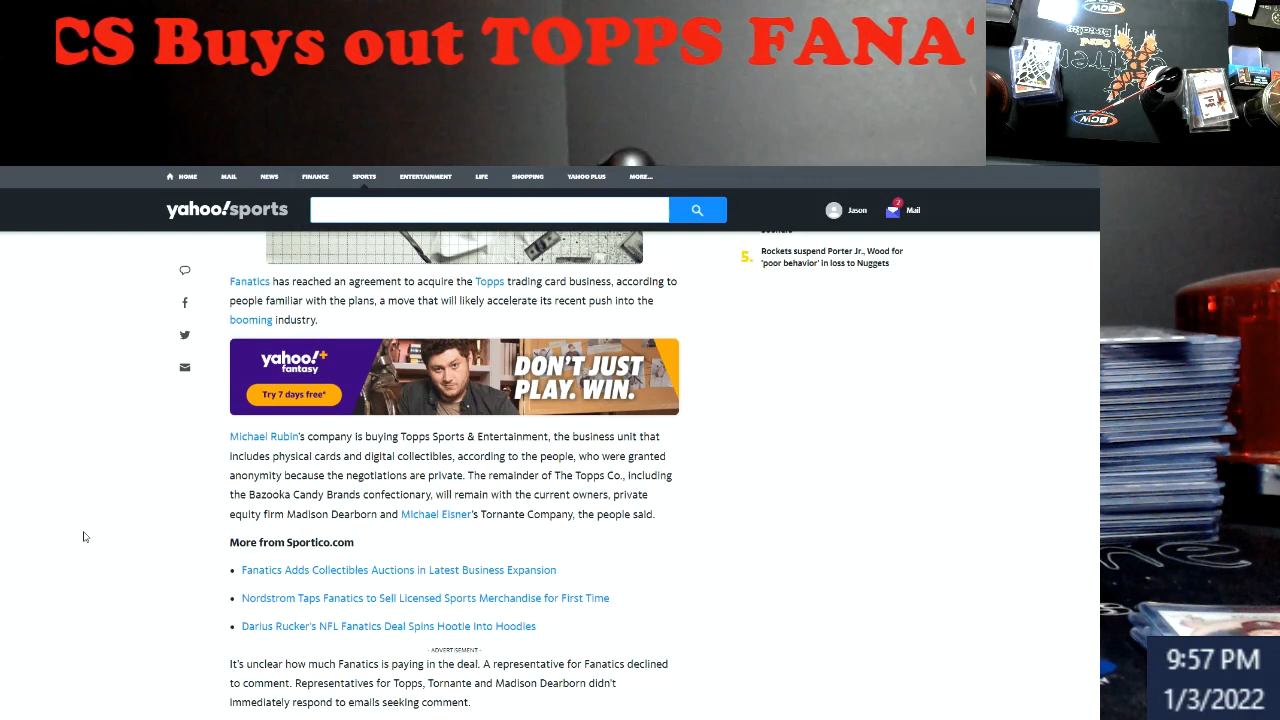 CS Buys out TOPPS FANA
HOME MAIL NEWS FINANCE SPORTS ENTERTAINMENT LIFE SHOPPING YAHOO PLUS MORE...
yahoo!sports
Jason
2
Mail
5. Rockets suspend Porter Jr., Wood for
'poor behavior' in loss to Nuggets
Fanatics has reached an agreement to acquire the Topps trading card business, according to
people familiar with the plans, a move that will likely accelerate its recent push into the
booming industry.
yahoo!+
fantasy
Try 7 days free*
DON'T JUST
PLAY. WIN.
Michael Rubin's company is buying Topps Sports & Entertainment, the business unit that
includes physical cards and digital collectibles, according to the people, who were granted
anonymity because the negotiations are private. The remainder of The Topps Co., including
the Bazooka Candy Brands confectionary, will remain with the current owners, private
equity firm Madison Dearborn and Michael Eisner's Tornante Company, the people said.
More from Sportico.com
• Fanatics Adds Collectibles Auctions in Latest Business Expansion
• Nordstrom Taps Fanatics to Sell Licensed Sports Merchandise for First Time
• Darius Rucker's NFL Fanatics Deal Spins Hootie Into Hoodies
- ADVERTISEMENT -
It's unclear how much Fanatics is paying in the deal. A representative for Fanatics declined
to comment. Representatives for Topps, Tornante and Madison Dearborn didn't
immediately respond to emails seeking comment.
BCW
BCW
9:57 PM
1/3/2022